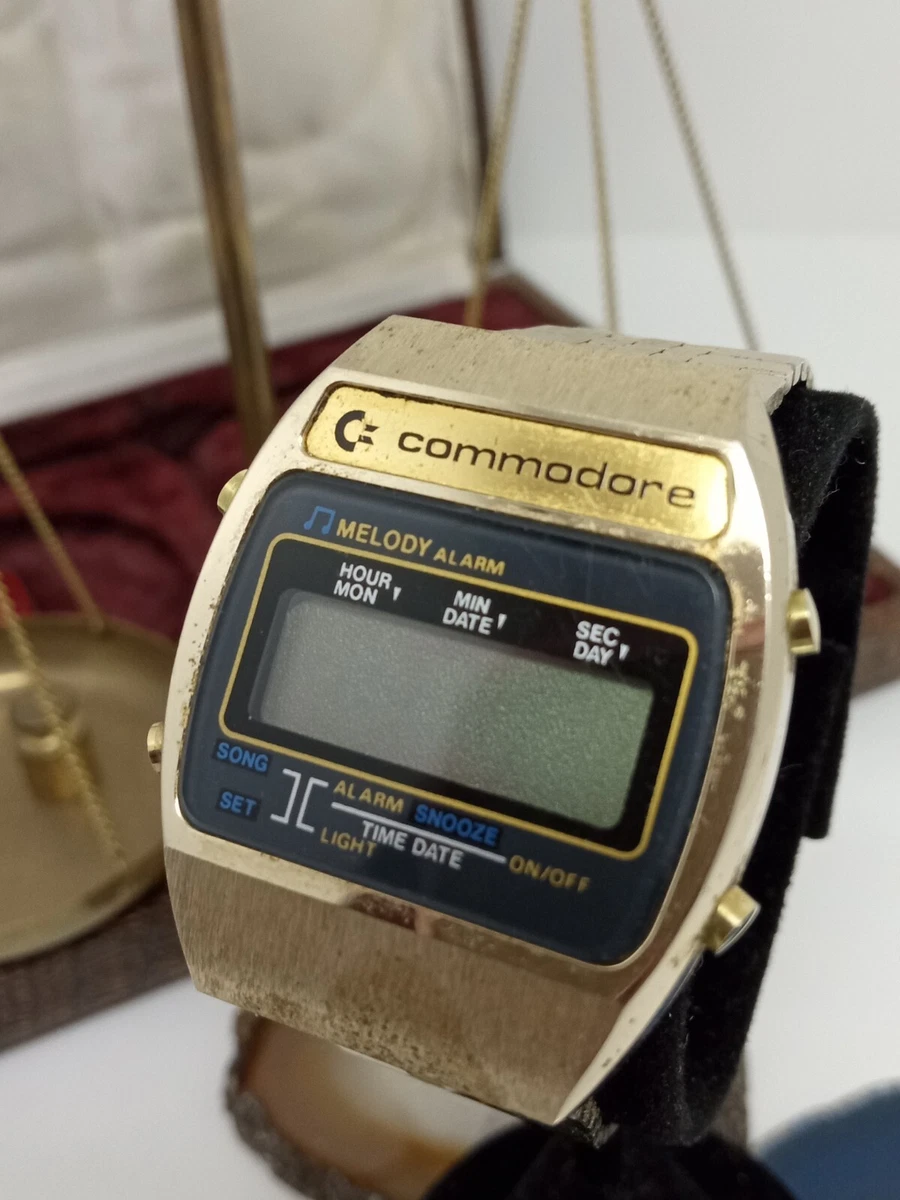 commodore
MELODY ALARM
HOUR MIN SEC
MON DATE DAY
SONG
ALARM SNOOZE
SET
TIME DATE
LIGHT ON/OFF